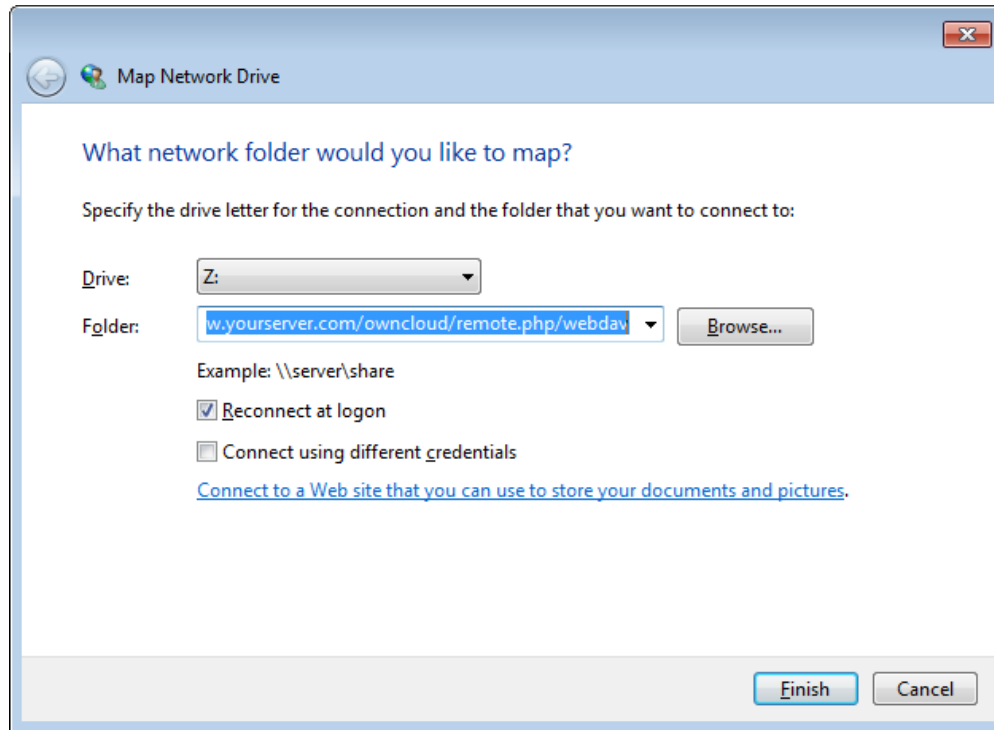 Map Network Drive
What network folder would you like to map?
Specify the drive letter for the connection and the folder that you want to connect to:
Drive: Z:
Folder: w.yourserver.com/owncloud/remote.php/webdav Browse...
Example: \\server\share
Reconnect at logon
Connect using different credentials
Connect to a Web site that you can use to store your documents and pictures.
Finish Cancel